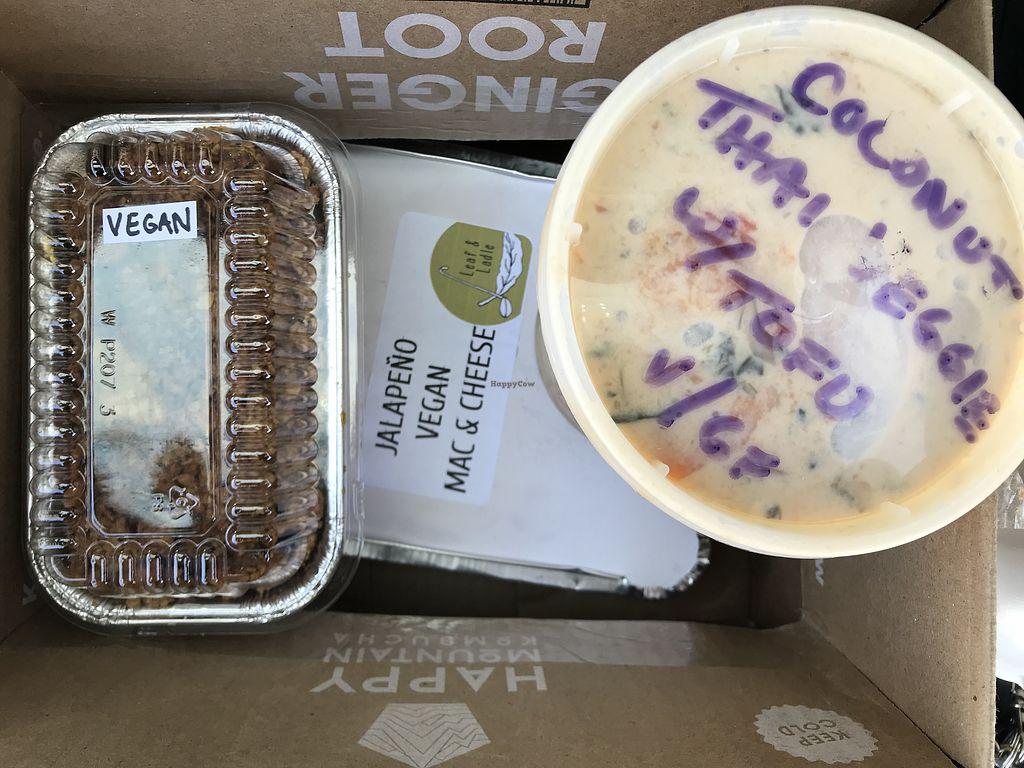 GINGER
ROOT
VEGAN
W P207 3
Leaf &
Ladle
JALAPEÑO
VEGAN
MAC & CHEESE
HappyCow
COCONUT
THAI VEGGIE
W/ TOFU
V/GF
HAPPY
MOUNTAIN
KOMBUCHA
KEEP
COLD